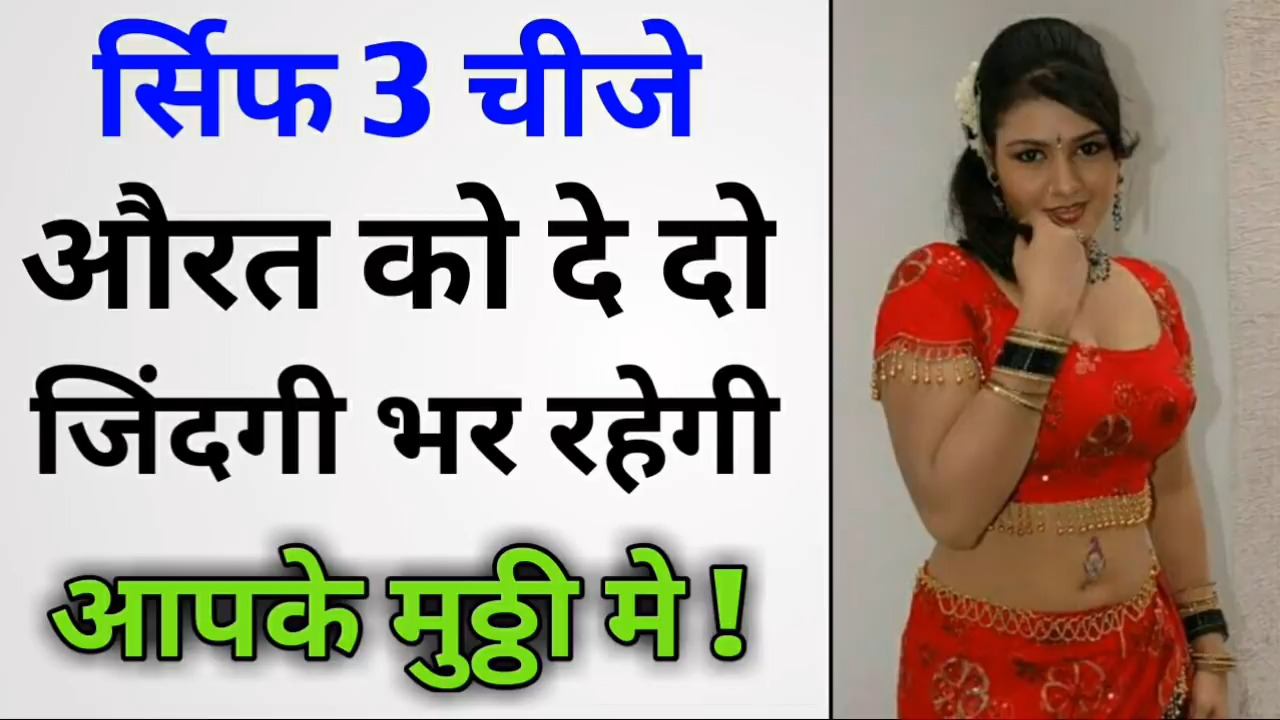 र्सिफ 3 चीजे
औरत को दे दो
जिंदगी भर रहेगी
आपके मुठ्ठी मे !